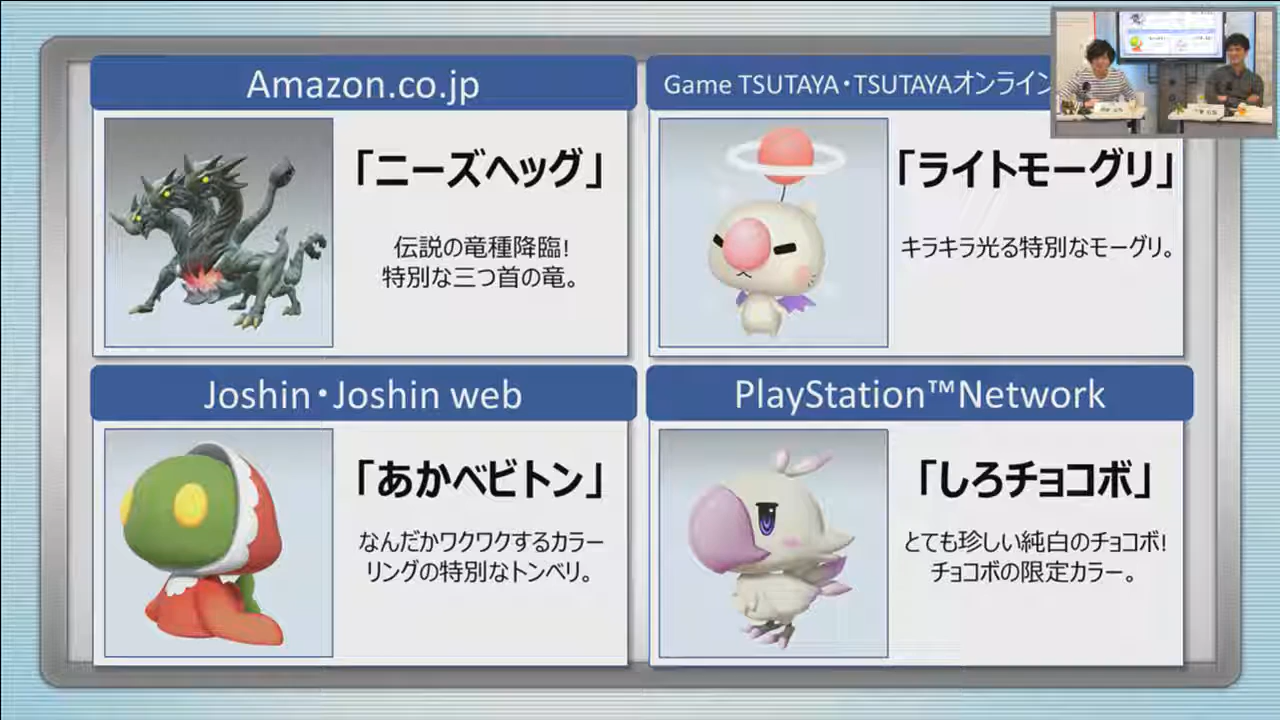 Amazon.co.jp
「ニーズヘッグ」
伝説の竜種降臨!
特別な三つ首の竜。
Game TSUTAYA・TSUTAYAオンライン
「ライトモーグリ」
キラキラ光る特別なモーグリ。
Joshin・Joshin web
「あかベビトン」
なんだかワクワクするカラー
リングの特別なトンベリ。
PlayStation™Network
「しろチョコボ」
とても珍しい純白のチョコボ!
チョコボの限定カラー。